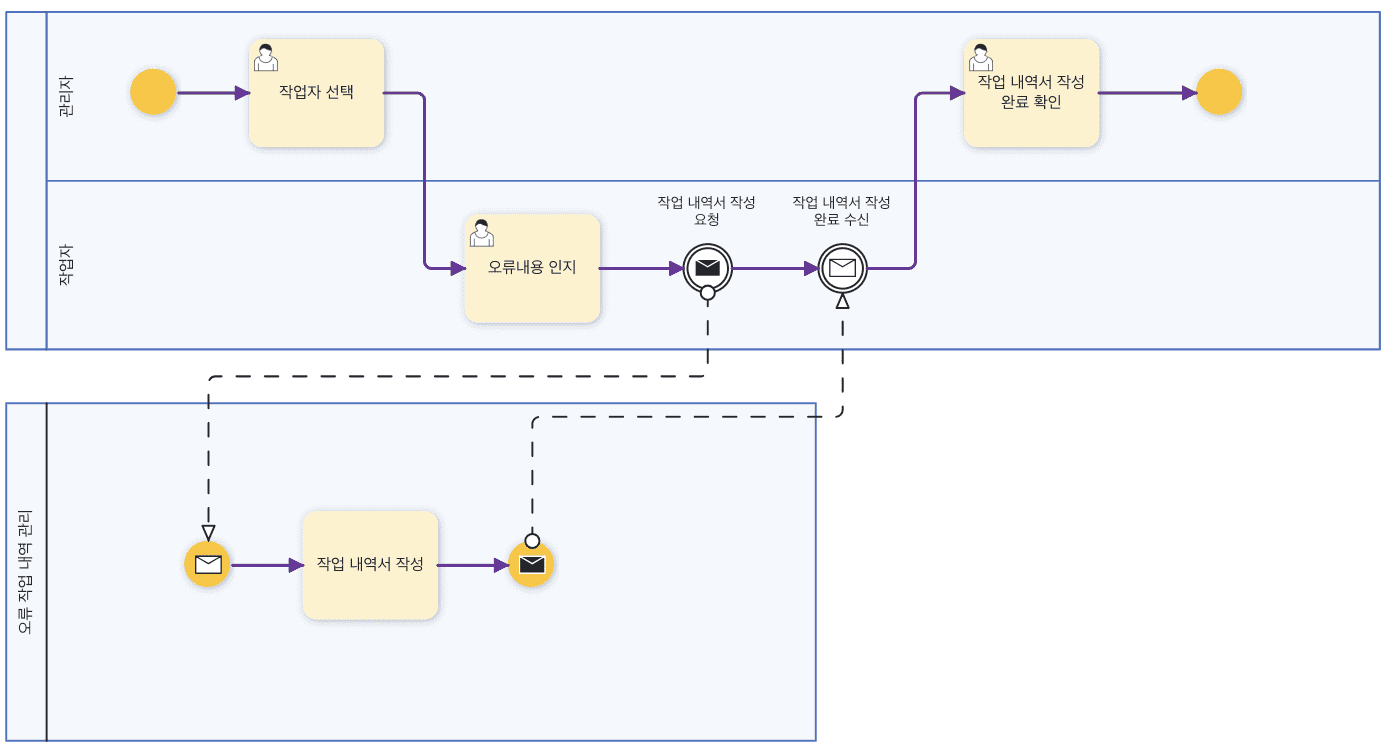 관리자
작업자 선택
작업 내역서 작성
완료 확인
작업자
오류내용 인지
작업 내역서 작성
요청
작업 내역서 작성
완료 수신
오류 작업 내역 관리
작업 내역서 작성